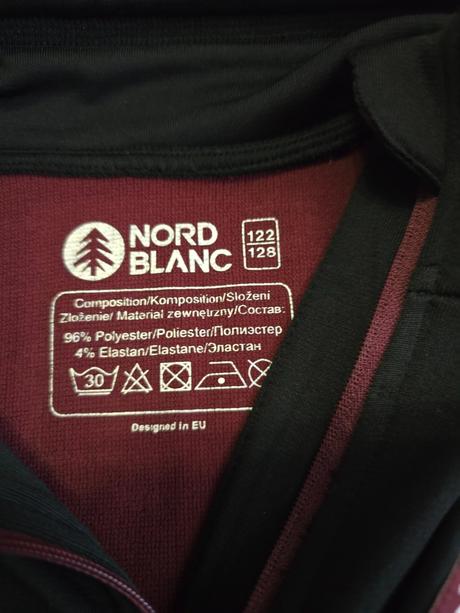 NORD
BLANC
122
128
Composition/Komposition/Složeni
Zloženie/ Material zewnętrzny/Состав:
96% Polyester/Poliester/Полиэстер
4% Elastan/Elastane/Эластан
30
Designed in EU